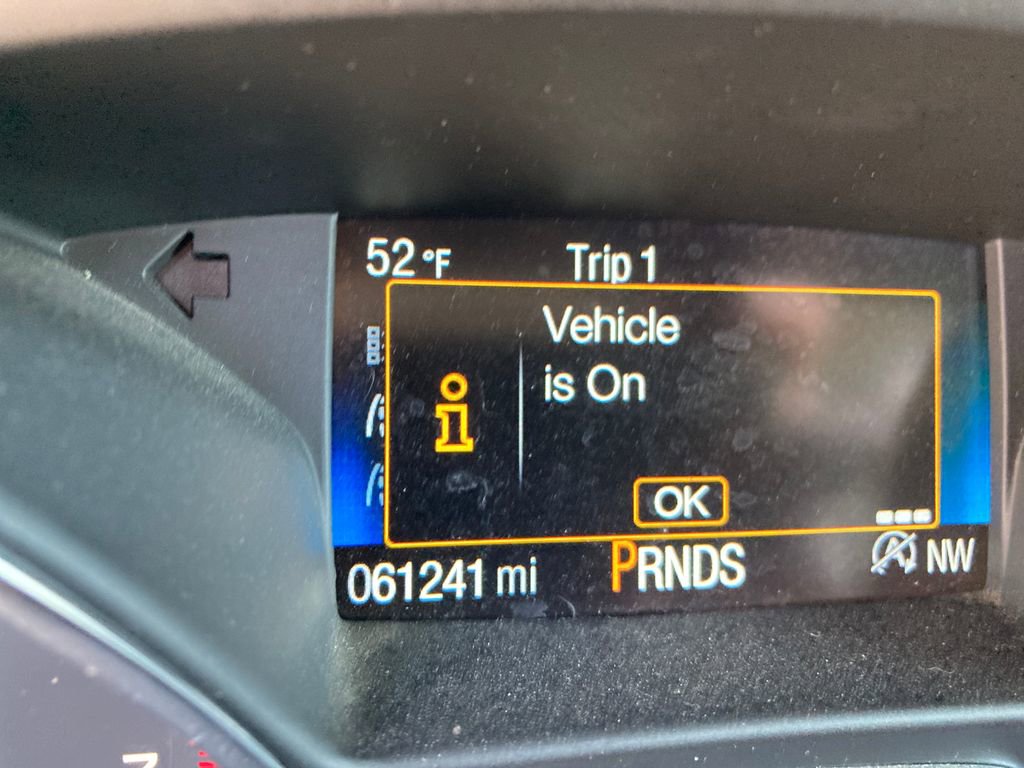 52 °F Trip 1
Vehicle
is On
i
OK
061241 mi PRNDS NW